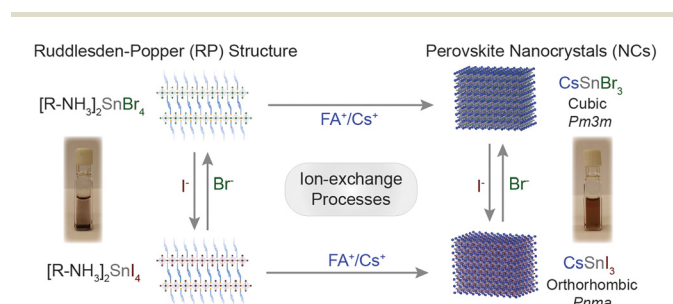 Ruddlesden-Popper (RP) Structure
Perovskite Nanocrystals (NCs)
[R-NH₃]₂SnBr₄
FA⁺/Cs⁺
CsSnBr₃
Cubic
Pm3m
I⁻
Br⁻
Ion-exchange
Processes
I⁻
Br⁻
[R-NH₃]₂SnI₄
FA⁺/Cs⁺
CsSnI₃
Orthorhombic
Pnma